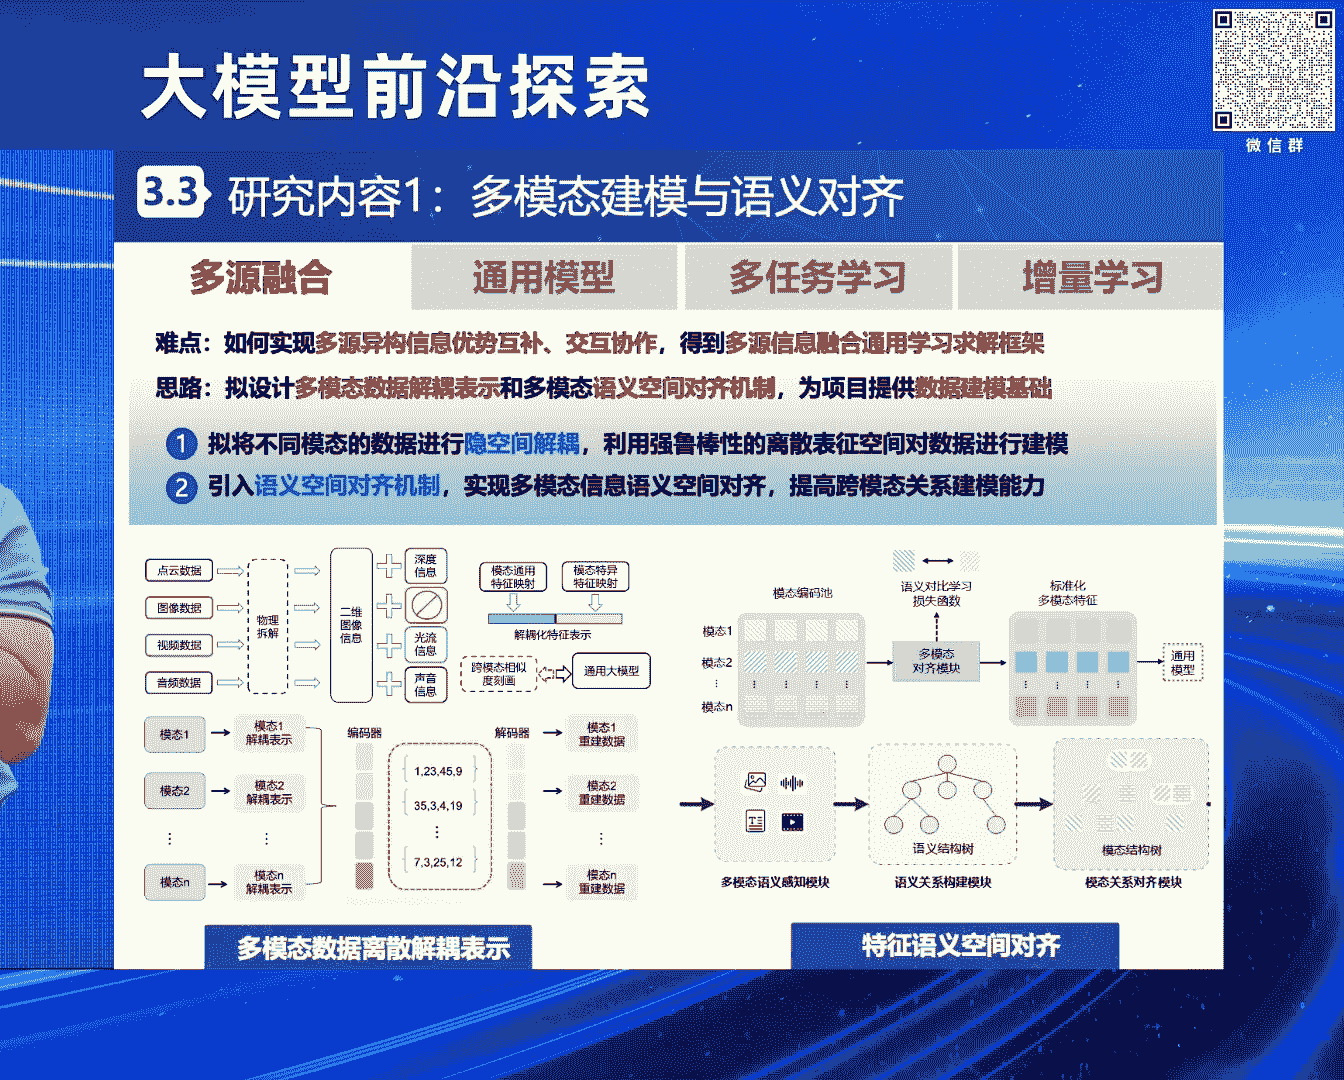 大模型前沿探索
微信群
3.3 研究内容1：多模态建模与语义对齐
多源融合 通用模型 多任务学习 增量学习
难点：如何实现多源异构信息优势互补、交互协作，得到多源信息融合通用学习求解框架
思路：拟设计多模态数据解耦表示和多模态语义空间对齐机制，为项目提供数据建模基础
1 拟将不同模态的数据进行隐空间解耦，利用强鲁棒性的离散表征空间对数据进行建模
2 引入语义空间对齐机制，实现多模态信息语义空间对齐，提高跨模态关系建模能力
点云数据
图像数据
视频数据
音频数据
物理
拆解
二维
图像
信息
深度
信息
光流
信息
声音
信息
模态通用
特征映射
模态特异
特征映射
解耦化特征表示
跨模态相似
度刻画
通用大模型
模态1
模态2
⋮
模态n
模态1
解耦表示
模态2
解耦表示
⋮
模态n
解耦表示
编码器
1,23,45,9
35,3,4,19
⋮
7,3,25,12
解码器
模态1
重建数据
模态2
重建数据
⋮
模态n
重建数据
多模态数据离散解耦表示
模态编码池
模态1
模态2
⋮
模态n
语义对比学习
损失函数
多模态
对齐模块
标准化
多模态特征
通用
模型
多模态语义感知模块
语义结构树
语义关系构建模块
模态结构树
模态关系对齐模块
特征语义空间对齐